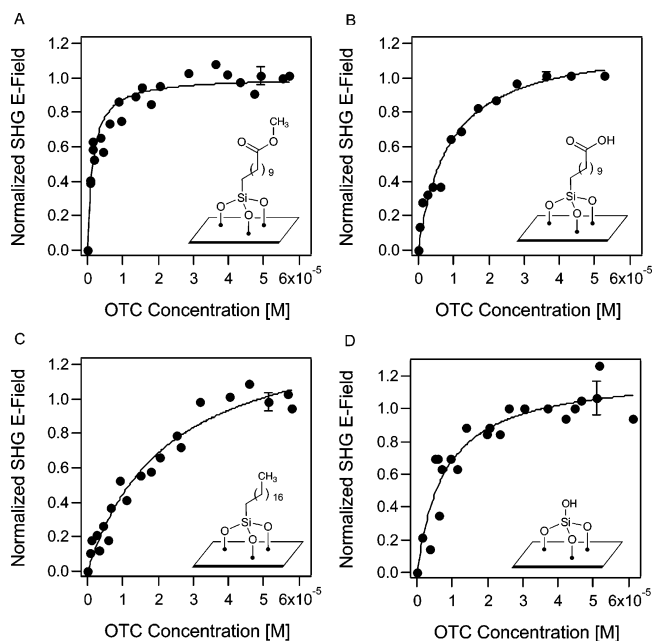 A
Normalized SHG E-Field
1.2
1.0
0.8
0.6
0.4
0.2
0.0
0 1 2 3 4 5 6x10-5
OTC Concentration [M]
O
O
CH3
9
Si
O O O
B
Normalized SHG E-Field
1.2
1.0
0.8
0.6
0.4
0.2
0.0
0 1 2 3 4 5 6x10-5
OTC Concentration [M]
O OH
9
Si
O O O
C
Normalized SHG E-Field
1.2
1.0
0.8
0.6
0.4
0.2
0.0
0 1 2 3 4 5 6x10-5
OTC Concentration [M]
CH3
16
Si
O O O
D
Normalized SHG E-Field
1.2
1.0
0.8
0.6
0.4
0.2
0.0
0 1 2 3 4 5 6x10-5
OTC Concentration [M]
OH
Si
O O O